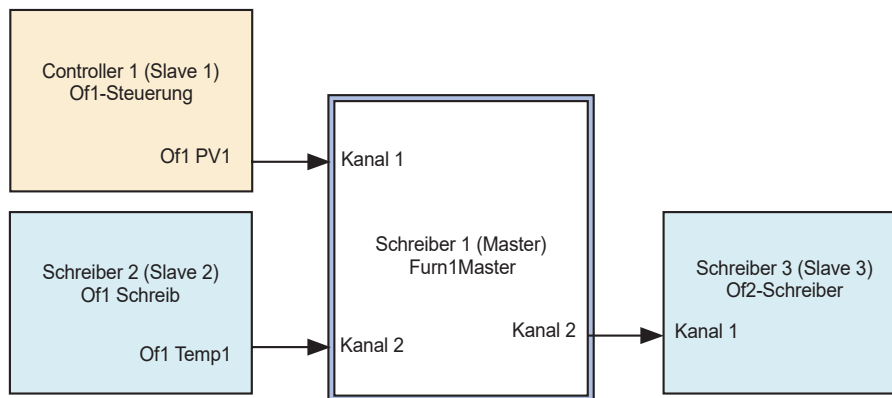 Controller 1 (Slave 1)
Of1-Steuerung
Of1 PV1
Kanal 1
Schreiber 1 (Master)
Furn1Master
Schreiber 2 (Slave 2)
Of1 Schreib
Of1 Temp1
Kanal 2
Kanal 2
Schreiber 3 (Slave 3)
Of2-Schreiber
Kanal 1